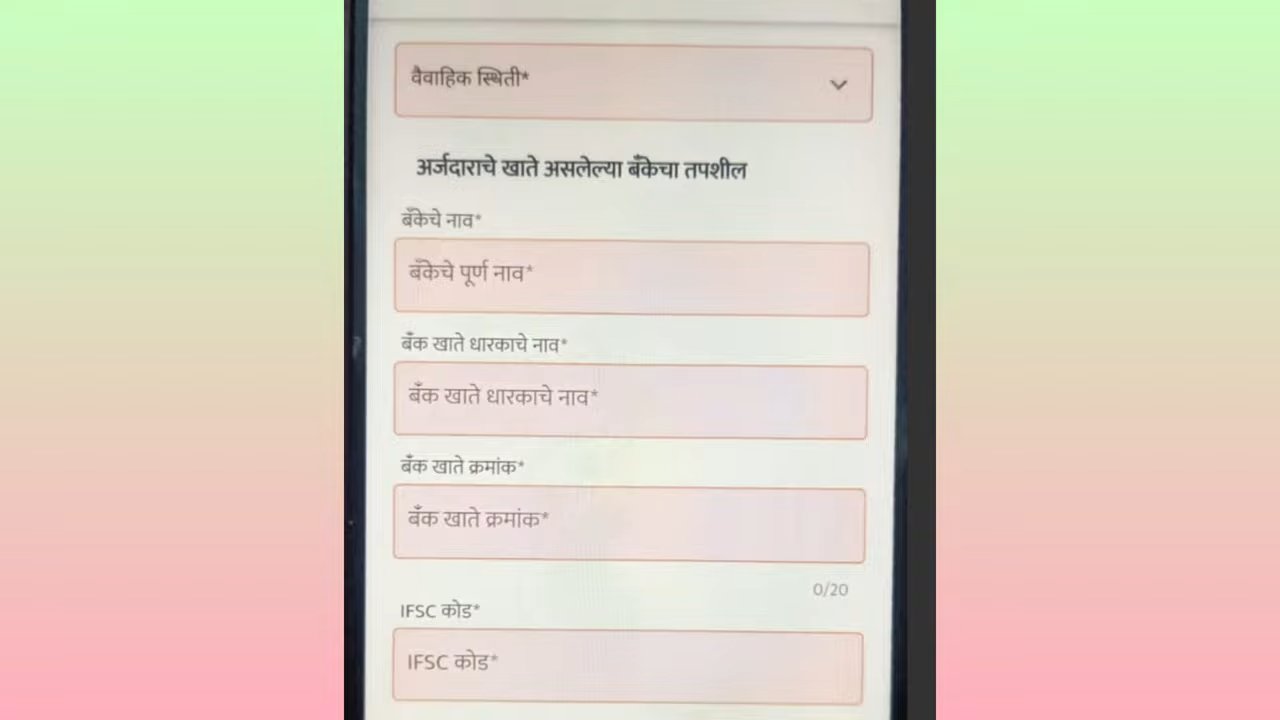 वैवाहिक स्थिती*
अर्जदाराचे खाते असलेल्या बँकेचा तपशील
बँकेचे नाव*
बँकेचे पूर्ण नाव*
बँक खाते धारकाचे नाव*
बँक खाते धारकाचे नाव*
बँक खाते क्रमांक*
बँक खाते क्रमांक*
0/20
IFSC कोड*
IFSC कोड*